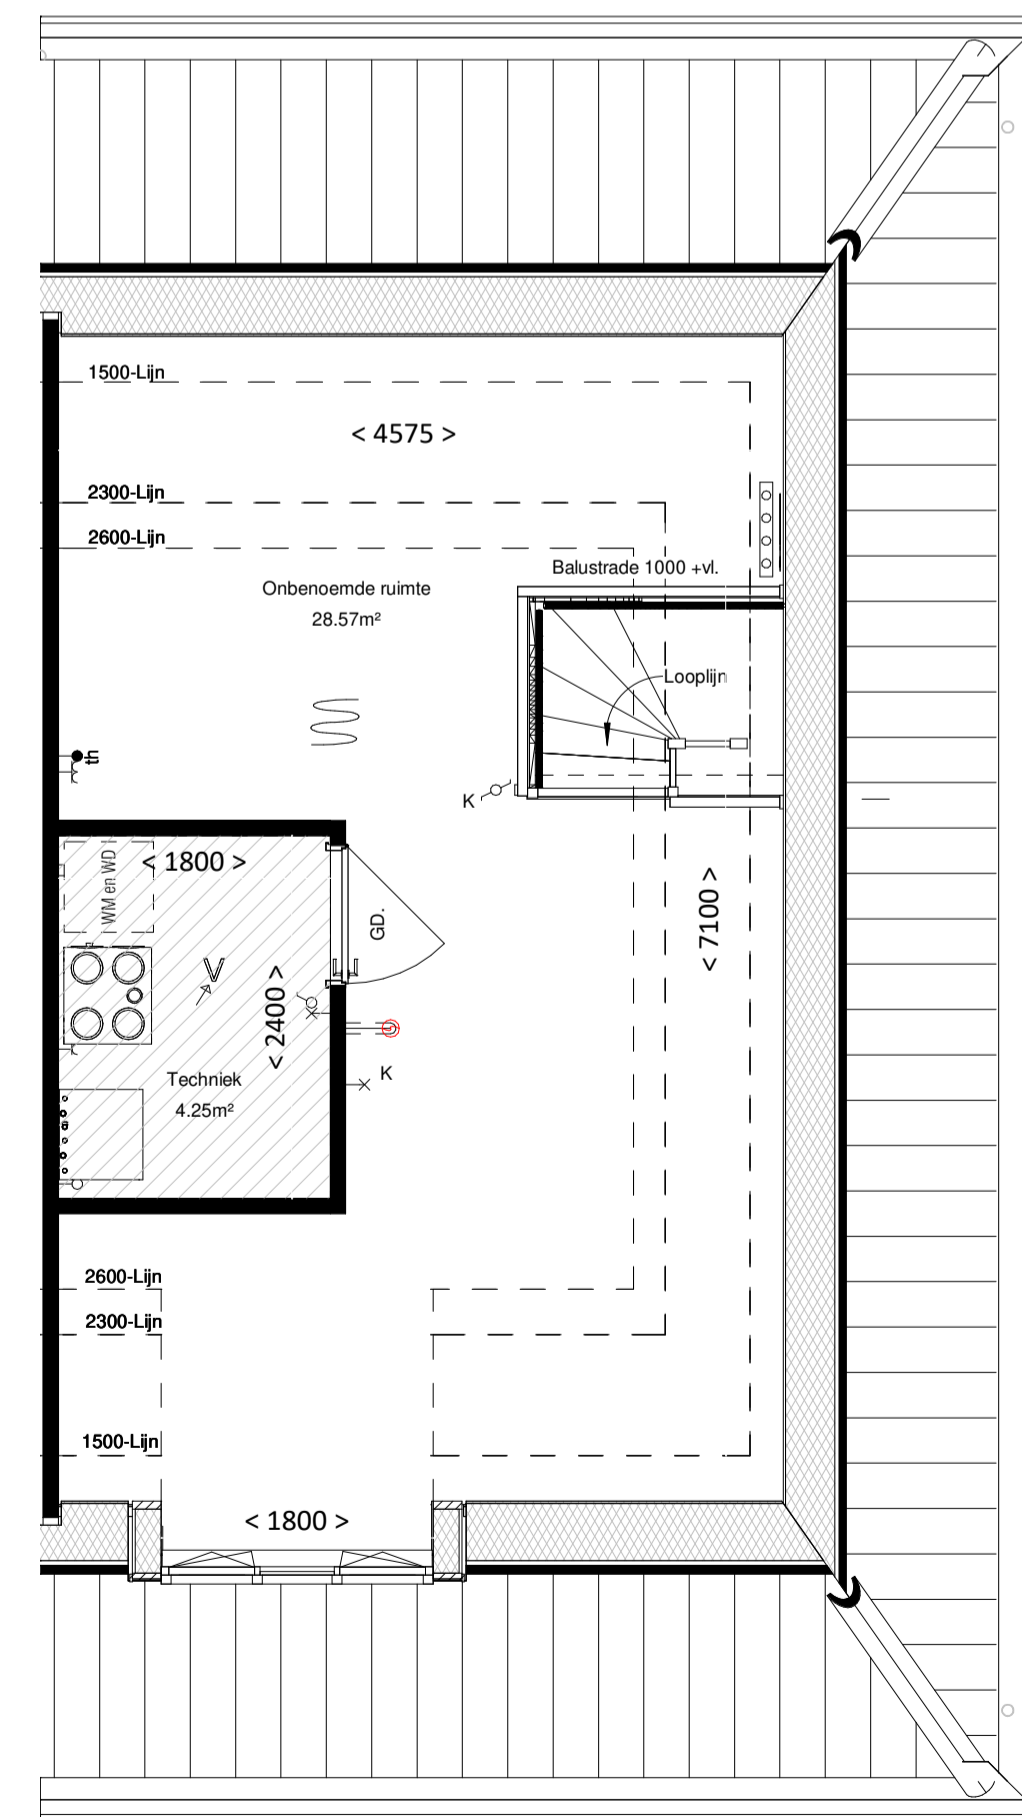 1500-Lijn
< 4575 >
2300-Lijn
2600-Lijn
Balustrade 1000 +vl.
Onbenoemde ruimte
28.57m²
Looplijn
th
K
< 1800 >
WM en WD
GD.
< 7100 >
V
< 2400 >
K
Techniek
4.25m²
2600-Lijn
2300-Lijn
1500-Lijn
< 1800 >